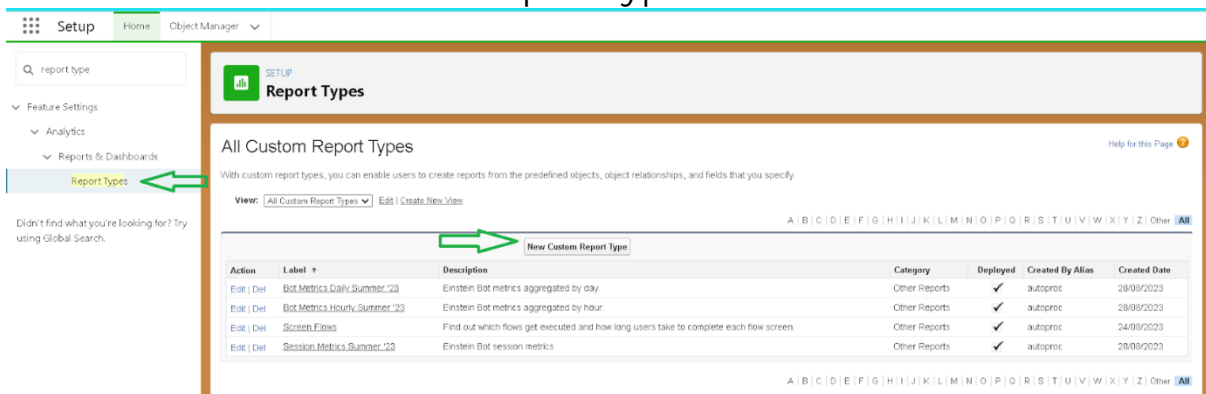 Setup Home Object Manager
report type
Feature Settings
Analytics
Reports & Dashboards
Report Types
Didn't find what you're looking for? Try
using Global Search.
SETUP
Report Types
All Custom Report Types
Help for this Page
With custom report types, you can enable users to create reports from the predefined objects, object relationships, and fields that you specify.
View: All Custom Report Types Edit | Create New View
A | B | C | D | E | F | G | H | I | J | K | L | M | N | O | P | Q | R | S | T | U | V | W | X | Y | Z | Other All
New Custom Report Type
Action Label ↑ Description Category Deployed Created By Alias Created Date
Edit | Del Bot Metrics Daily Summer '23 Einstein Bot metrics aggregated by day. Other Reports ✓ autoproc 28/08/2023
Edit | Del Bot Metrics Hourly Summer '23 Einstein Bot metrics aggregated by hour. Other Reports ✓ autoproc 28/08/2023
Edit | Del Screen Flows Find out which flows get executed and how long users take to complete each flow screen. Other Reports ✓ autoproc 24/08/2023
Edit | Del Session Metrics Summer '23 Einstein Bot session metrics Other Reports ✓ autoproc 28/08/2023
A | B | C | D | E | F | G | H | I | J | K | L | M | N | O | P | Q | R | S | T | U | V | W | X | Y | Z | Other All